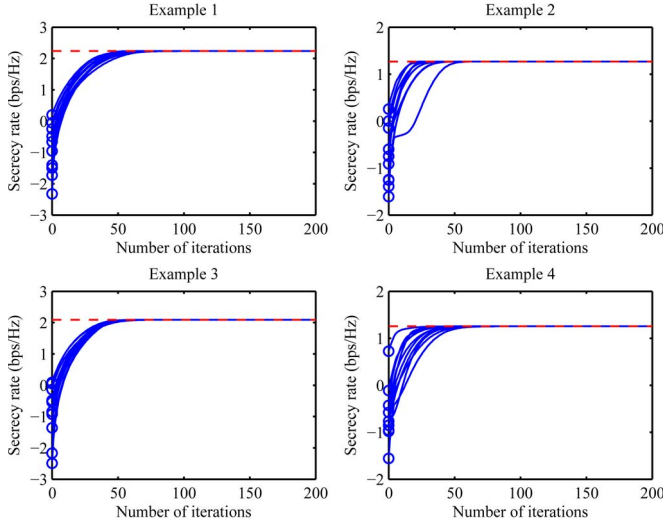 Example 1
3
2
1
0
−1
−2
−3
Secrecy rate (bps/Hz)
0 50 100 150 200
Number of iterations
Example 2
2
1
0
−1
−2
Secrecy rate (bps/Hz)
0 50 100 150 200
Number of iterations
Example 3
3
2
1
0
−1
−2
−3
Secrecy rate (bps/Hz)
0 50 100 150 200
Number of iterations
Example 4
2
1
0
−1
−2
Secrecy rate (bps/Hz)
0 50 100 150 200
Number of iterations